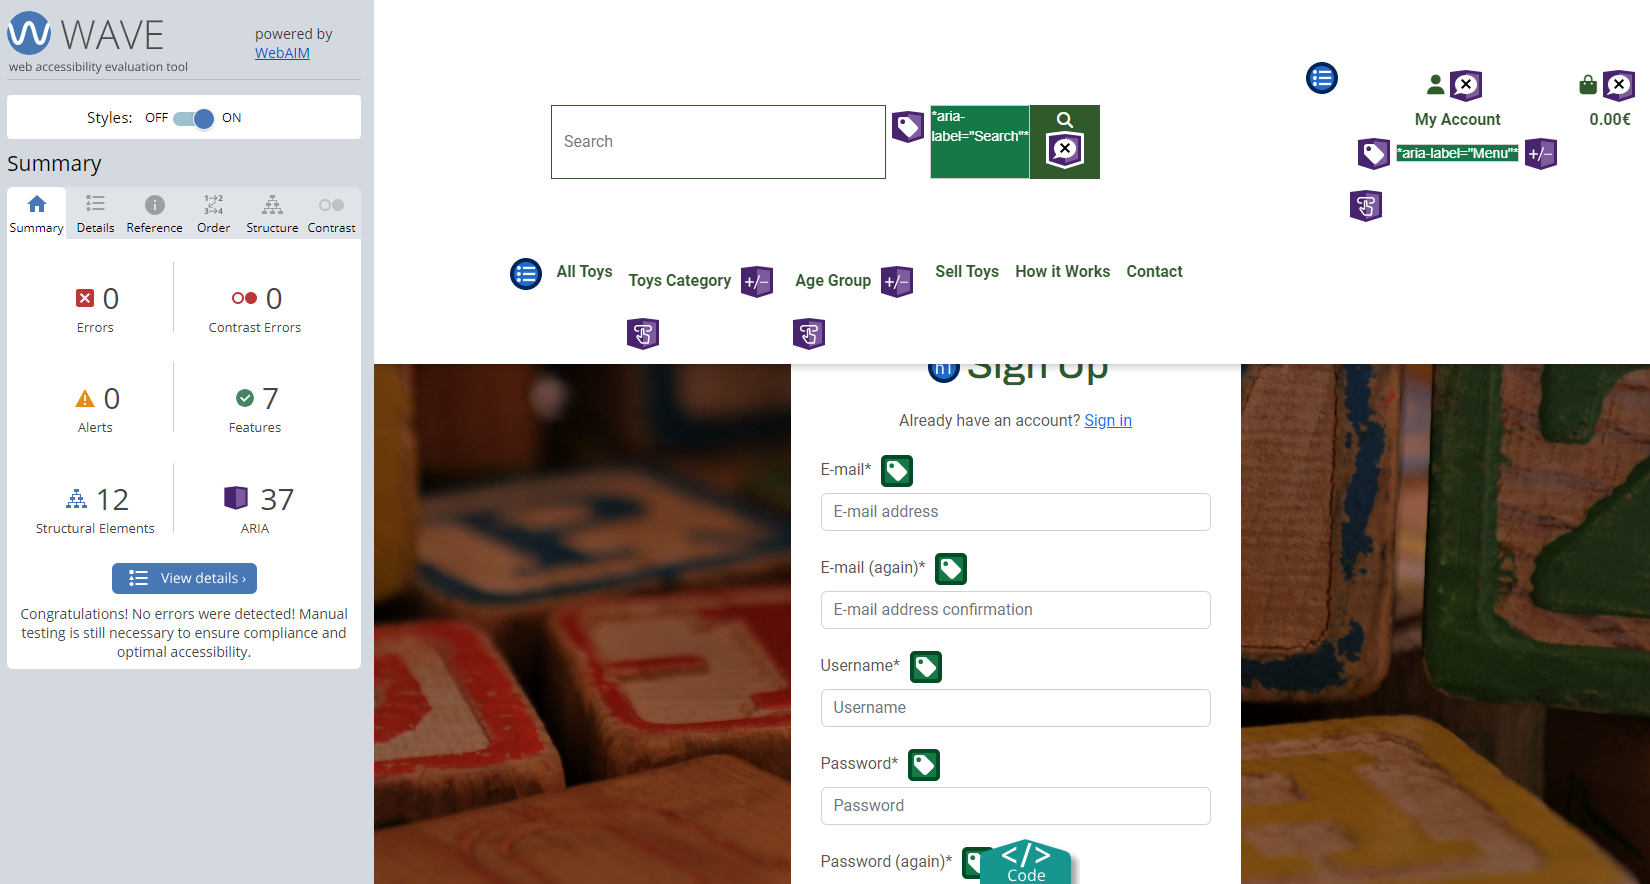 WAVE
web accessibility evaluation tool
powered by
WebAIM
Styles: OFF ON
Summary
Summary Details Reference Order Structure Contrast
0
Errors
0
Contrast Errors
0
Alerts
7
Features
12
Structural Elements
37
ARIA
View details ›
Congratulations! No errors were detected! Manual
testing is still necessary to ensure compliance and
optimal accessibility.
Search
*aria-
label="Search"*
My Account
0.00€
*aria-label="Menu"*
+/−
All Toys
Toys Category
+/−
Age Group
+/−
Sell Toys
How it Works
Contact
h1 Sign Up
Already have an account? Sign in
E-mail*
E-mail address
E-mail (again)*
E-mail address confirmation
Username*
Username
Password*
Password
Password (again)*
</>
Code